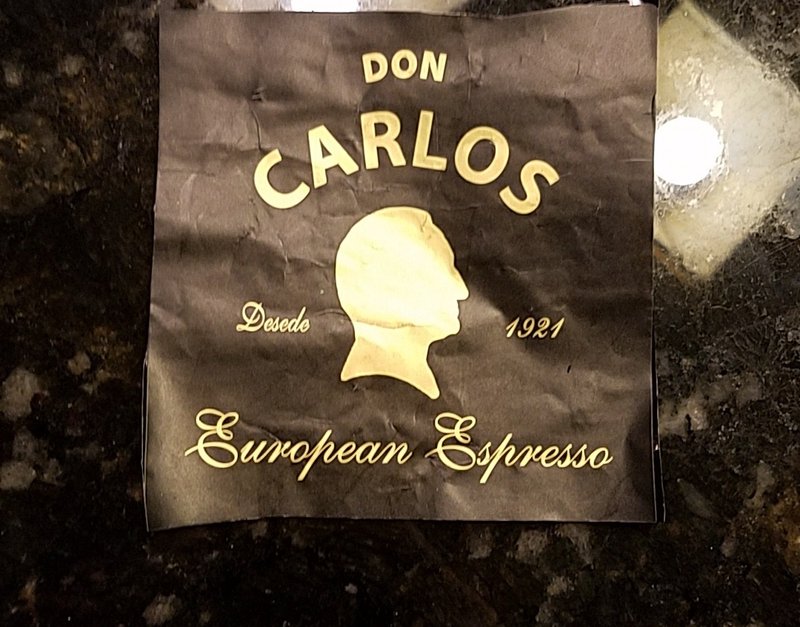 DON
CARLOS
Desede 1921
European Espresso